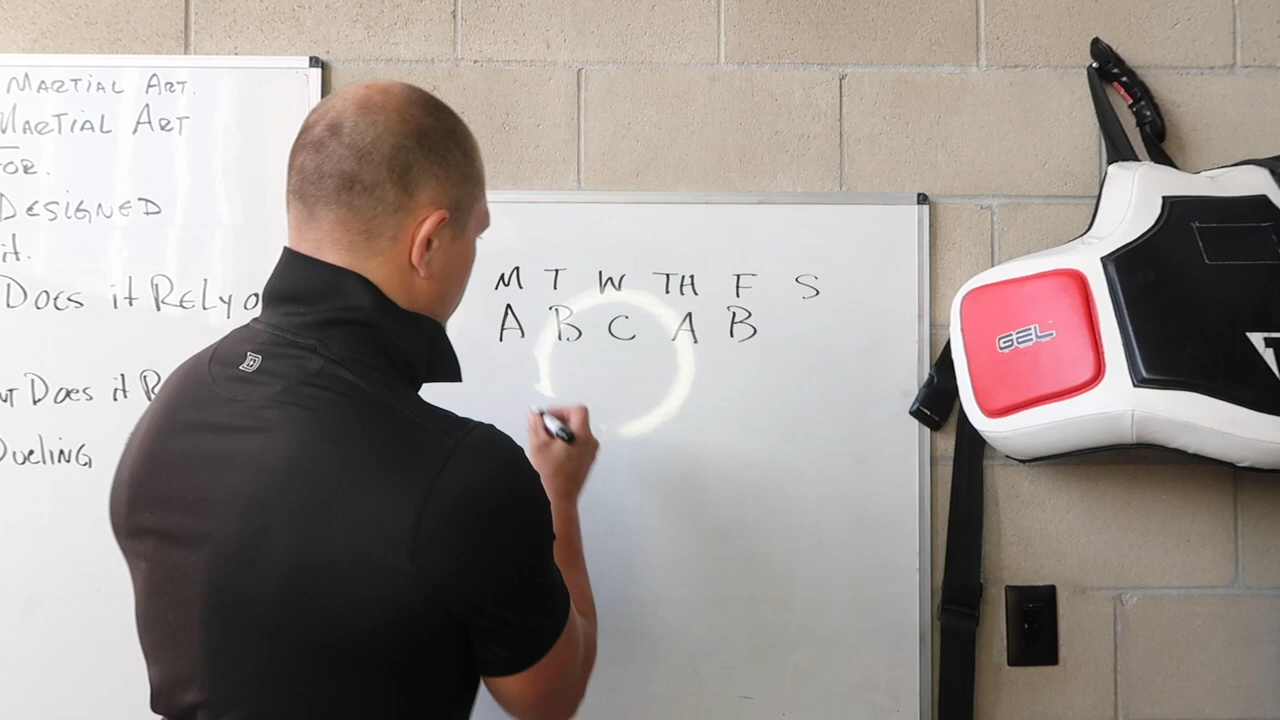 MARTiAL ART.
MARTiAL ART
FOR.
DESIGNED
it.
DOES it RELy O
DOES it R
DUELING
M T W TH F S
A B C A B
GEL